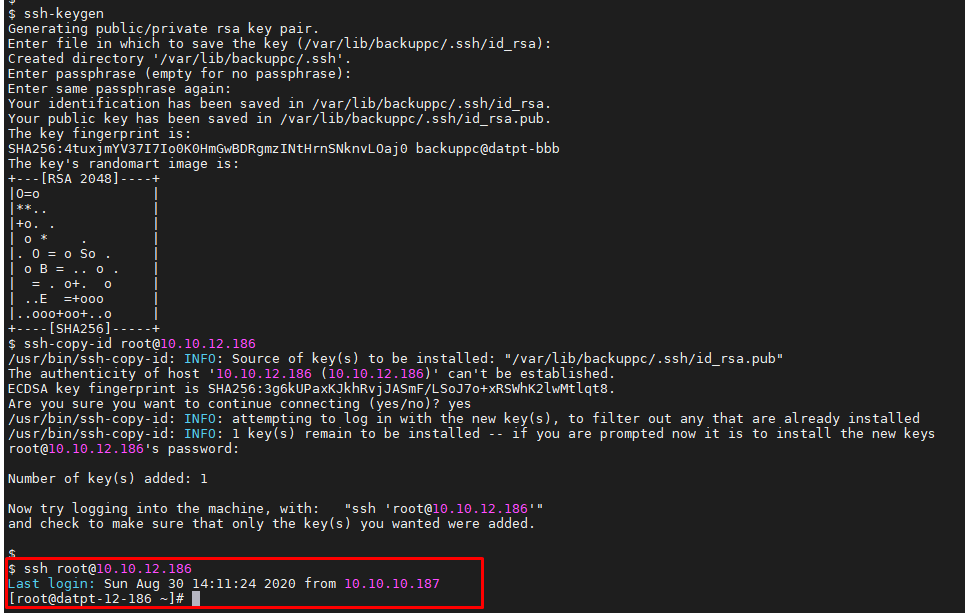 $ ssh-keygen
Generating public/private rsa key pair.
Enter file in which to save the key (/var/lib/backuppc/.ssh/id_rsa):
Created directory '/var/lib/backuppc/.ssh'.
Enter passphrase (empty for no passphrase):
Enter same passphrase again:
Your identification has been saved in /var/lib/backuppc/.ssh/id_rsa.
Your public key has been saved in /var/lib/backuppc/.ssh/id_rsa.pub.
The key fingerprint is:
SHA256:4tuxjmYV37I7Io0K0HmGwBDRgmzINtHrnSNknvLOaj0 backuppc@datpt-bbb
The key's randomart image is:
+---[RSA 2048]----+
|O=o              |
|**..             |
|+o. .            |
| o *    .        |
|. O = o So .     |
| o B = .. o .    |
|  = . o+.  o     |
| ..E  =+ooo      |
|..ooo+oo+..o     |
+----[SHA256]-----+
$ ssh-copy-id root@10.10.12.186
/usr/bin/ssh-copy-id: INFO: Source of key(s) to be installed: "/var/lib/backuppc/.ssh/id_rsa.pub"
The authenticity of host '10.10.12.186 (10.10.12.186)' can't be established.
ECDSA key fingerprint is SHA256:3g6kUPaxKJkhRvjJASmF/LSoJ7o+xRSWhK2lwMtlqt8.
Are you sure you want to continue connecting (yes/no)? yes
/usr/bin/ssh-copy-id: INFO: attempting to log in with the new key(s), to filter out any that are already installed
/usr/bin/ssh-copy-id: INFO: 1 key(s) remain to be installed -- if you are prompted now it is to install the new keys
root@10.10.12.186's password:

Number of key(s) added: 1

Now try logging into the machine, with:   "ssh 'root@10.10.12.186'"
and check to make sure that only the key(s) you wanted were added.

$
$ ssh root@10.10.12.186
Last login: Sun Aug 30 14:11:24 2020 from 10.10.10.187
[root@datpt-12-186 ~]#